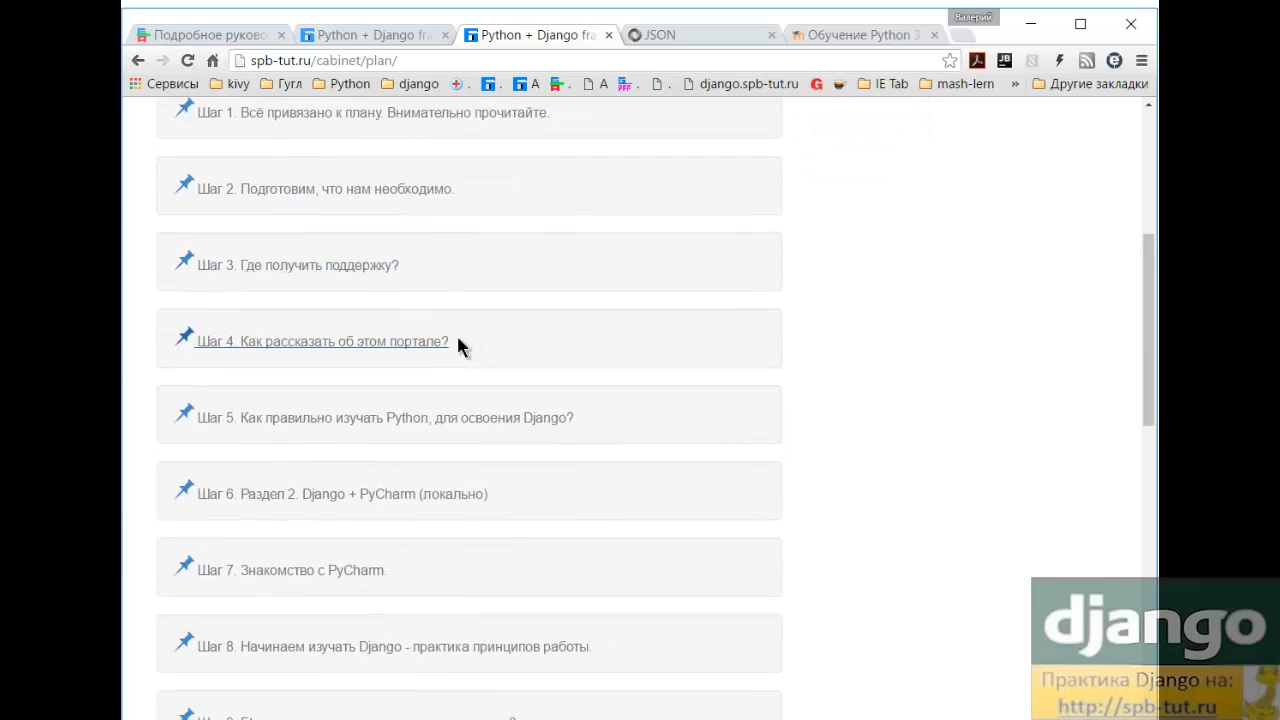 Валерий
Подробное руково
Python + Django fra
Python + Django fra
JSON
Обучение Python 3
spb-tut.ru/cabinet/plan/
Сервисы
kivy
Гугл
Python
django
.
.
A
.
A
.
.
django.spb-tut.ru
IE Tab
mash-lern
»
Другие закладки
Шаг 1. Всё привязано к плану. Внимательно прочитайте.
Шаг 2. Подготовим, что нам необходимо.
Шаг 3. Где получить поддержку?
Шаг 4. Как рассказать об этом портале?
Шаг 5. Как правильно изучать Python, для освоения Django?
Шаг 6. Раздел 2. Django + PyCharm (локально)
Шаг 7. Знакомство с PyCharm.
Шаг 8. Начинаем изучать Django - практика принципов работы.
django
Практика Django на:
http://spb-tut.ru